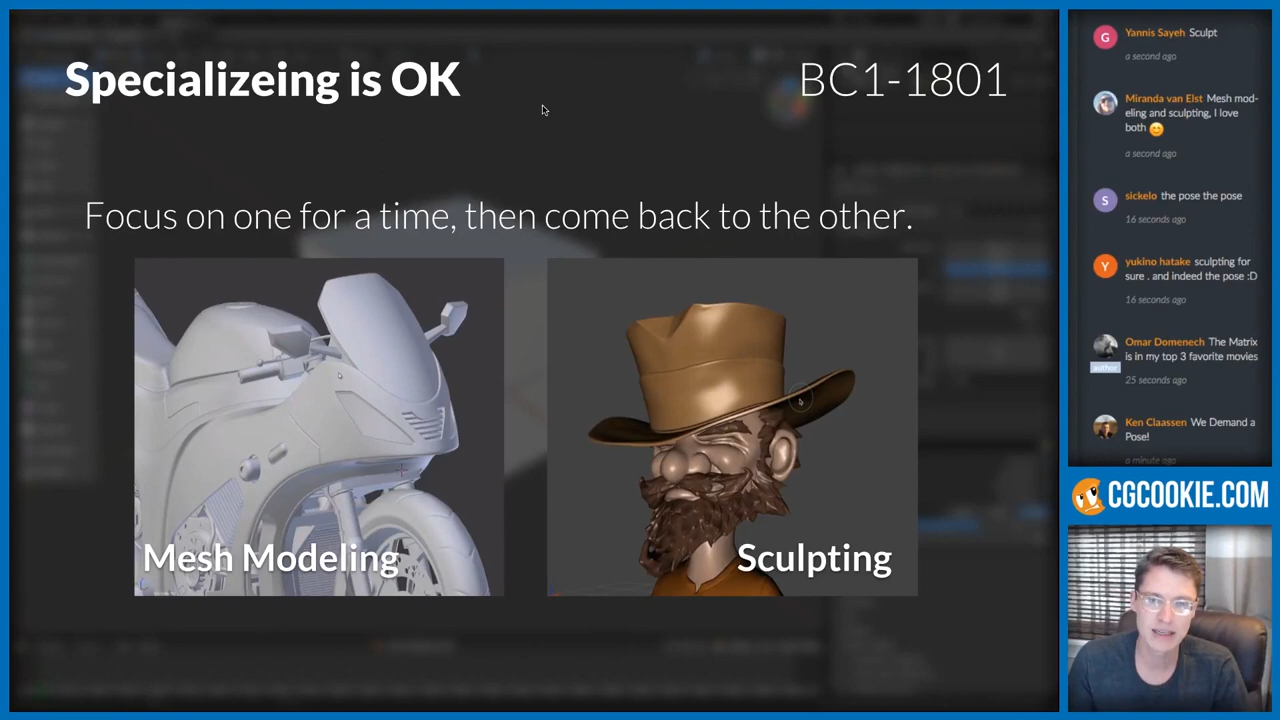 Specializeing is OK
BC1-1801
Focus on one for a time, then come back to the other.
Mesh Modeling
Sculpting
G
Yannis Sayeh Sculpt
a second ago
Miranda van Elst Mesh mod-
eling and sculpting, I love
both 😊
a second ago
S
sickelo the pose the pose
16 seconds ago
Y
yukino hatake sculpting for
sure . and indeed the pose :D
16 seconds ago
Omar Domenech The Matrix
is in my top 3 favorite movies
author
25 seconds ago
Ken Claassen We Demand a
Pose!
a minute ago
CGCOOKIE.COM